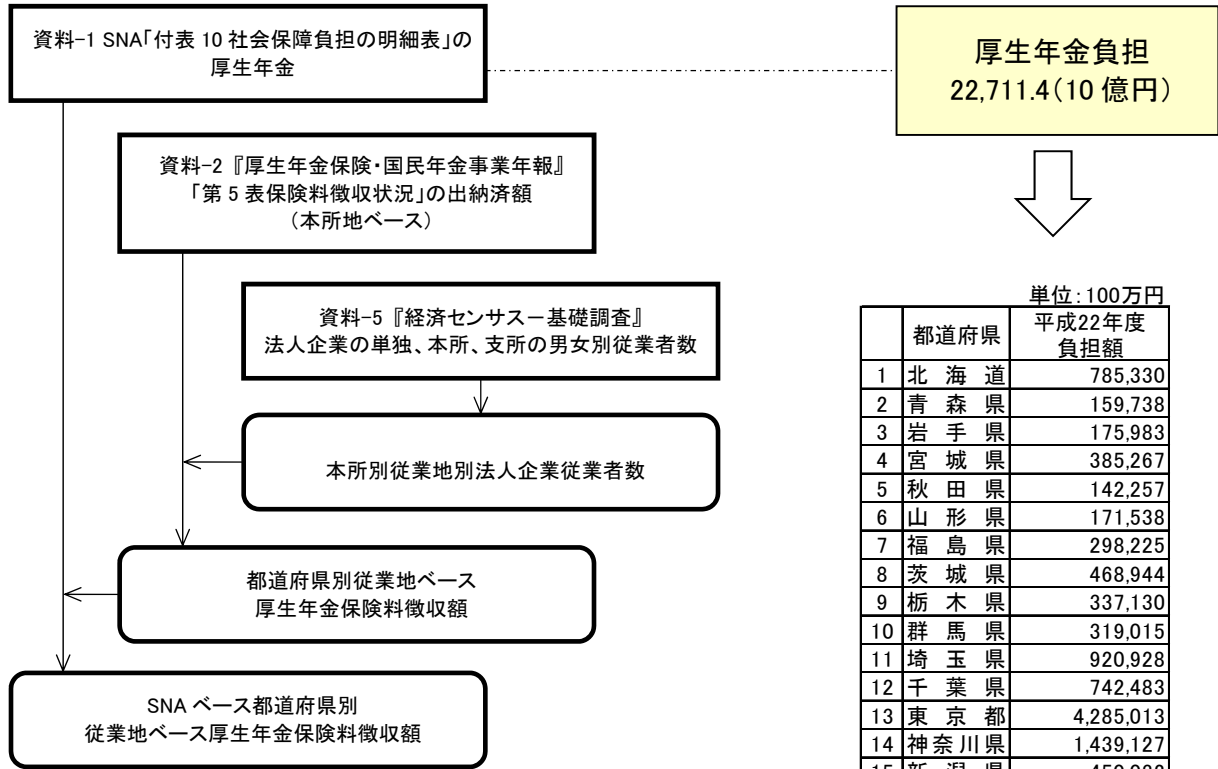 資料-1 SNA「付表 10 社会保障負担の明細表」の
厚生年金
厚生年金負担
22,711.4(10 億円)
資料-2 『厚生年金保険・国民年金事業年報』
「第 5 表保険料徴収状況」の出納済額
(本所地ベース)
資料-5 『経済センサス－基礎調査』
法人企業の単独、本所、支所の男女別従業者数
本所別従業地別法人企業従業者数
都道府県別従業地ベース
厚生年金保険料徴収額
SNA ベース都道府県別
従業地ベース厚生年金保険料徴収額
単位:100万円
都道府県 平成22年度
負担額
1 北海道 785,330
2 青森県 159,738
3 岩手県 175,983
4 宮城県 385,267
5 秋田県 142,257
6 山形県 171,538
7 福島県 298,225
8 茨城県 468,944
9 栃木県 337,130
10 群馬県 319,015
11 埼玉県 920,928
12 千葉県 742,483
13 東京都 4,285,013
14 神奈川県 1,439,127